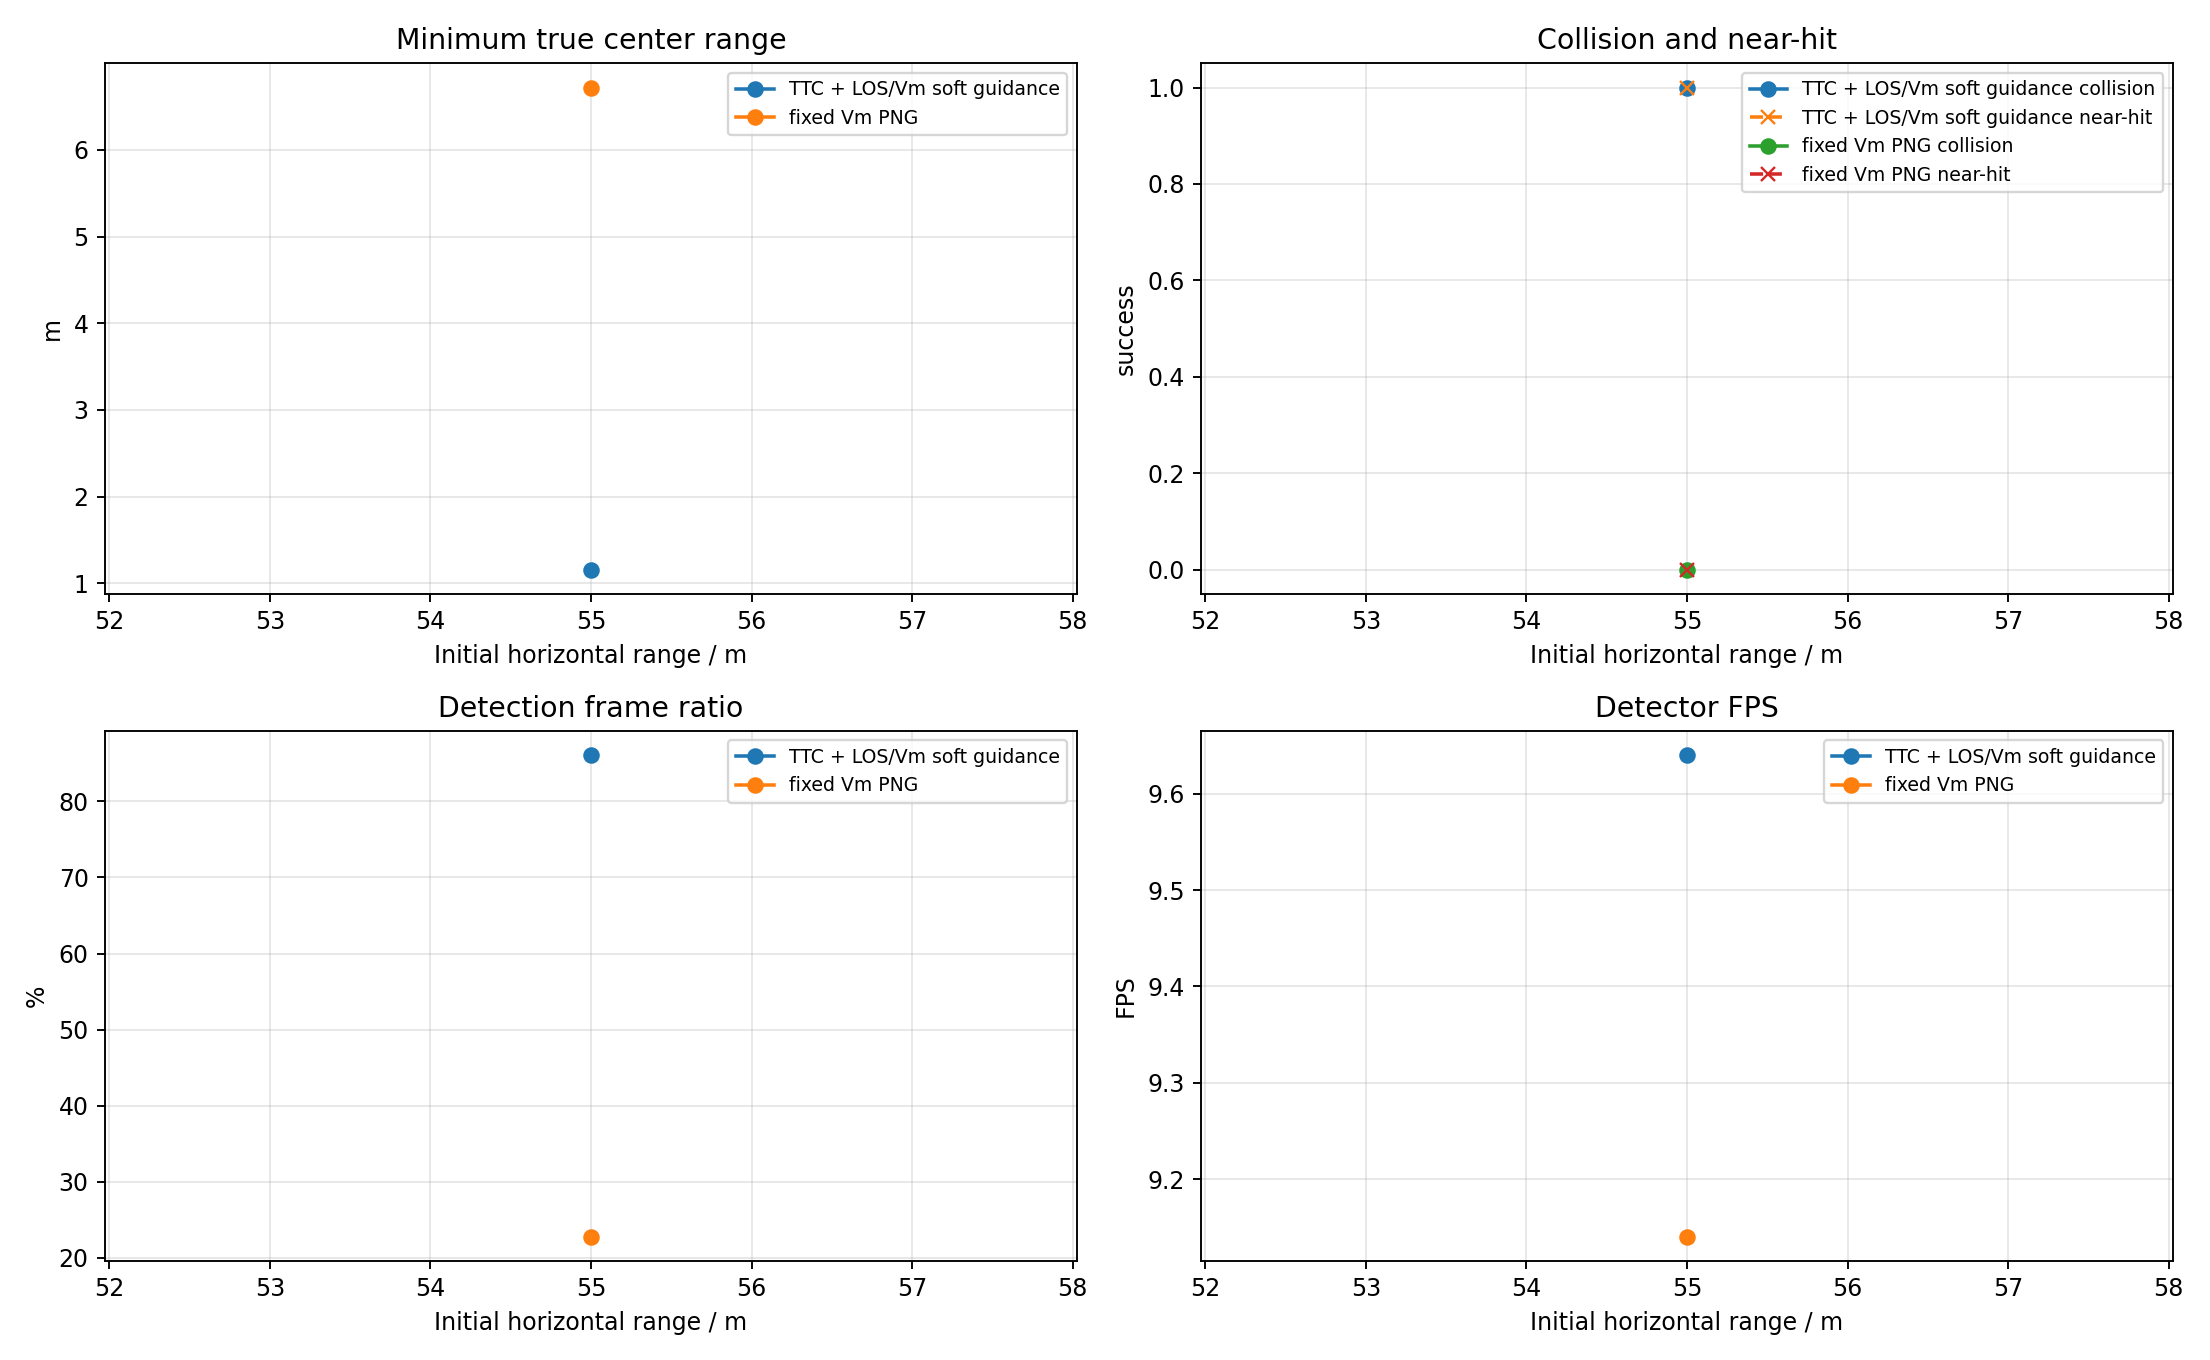 Minimum true center range
TTC + LOS/Vm soft guidance
fixed Vm PNG
6
5
4
3
2
1
m
52 53 54 55 56 57 58
Initial horizontal range / m
Collision and near-hit
TTC + LOS/Vm soft guidance collision
TTC + LOS/Vm soft guidance near-hit
fixed Vm PNG collision
fixed Vm PNG near-hit
1.0
0.8
0.6
0.4
0.2
0.0
success
52 53 54 55 56 57 58
Initial horizontal range / m
Detection frame ratio
TTC + LOS/Vm soft guidance
fixed Vm PNG
80
70
60
50
40
30
20
%
52 53 54 55 56 57 58
Initial horizontal range / m
Detector FPS
TTC + LOS/Vm soft guidance
fixed Vm PNG
9.6
9.5
9.4
9.3
9.2
FPS
52 53 54 55 56 57 58
Initial horizontal range / m